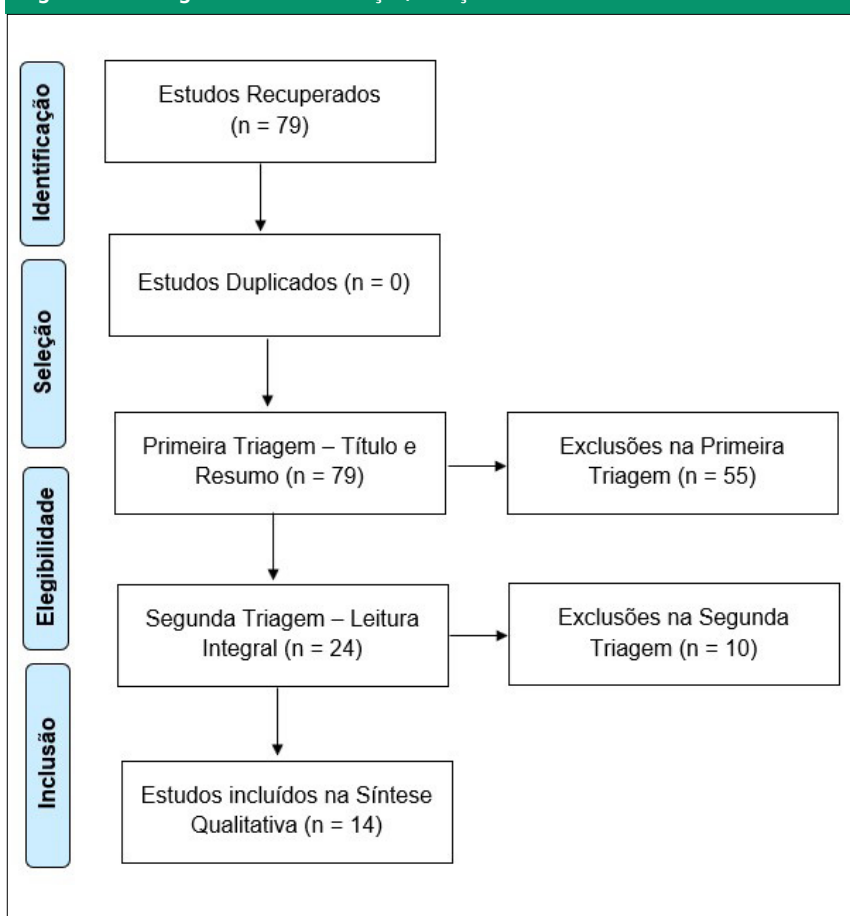 Identificação
Estudos Recuperados
(n = 79)
Seleção
Estudos Duplicados (n = 0)
Primeira Triagem – Título e
Resumo (n = 79)
Exclusões na Primeira
Triagem (n = 55)
Elegibilidade
Segunda Triagem – Leitura
Integral (n = 24)
Exclusões na Segunda
Triagem (n = 10)
Inclusão
Estudos incluídos na Síntese
Qualitativa (n = 14)